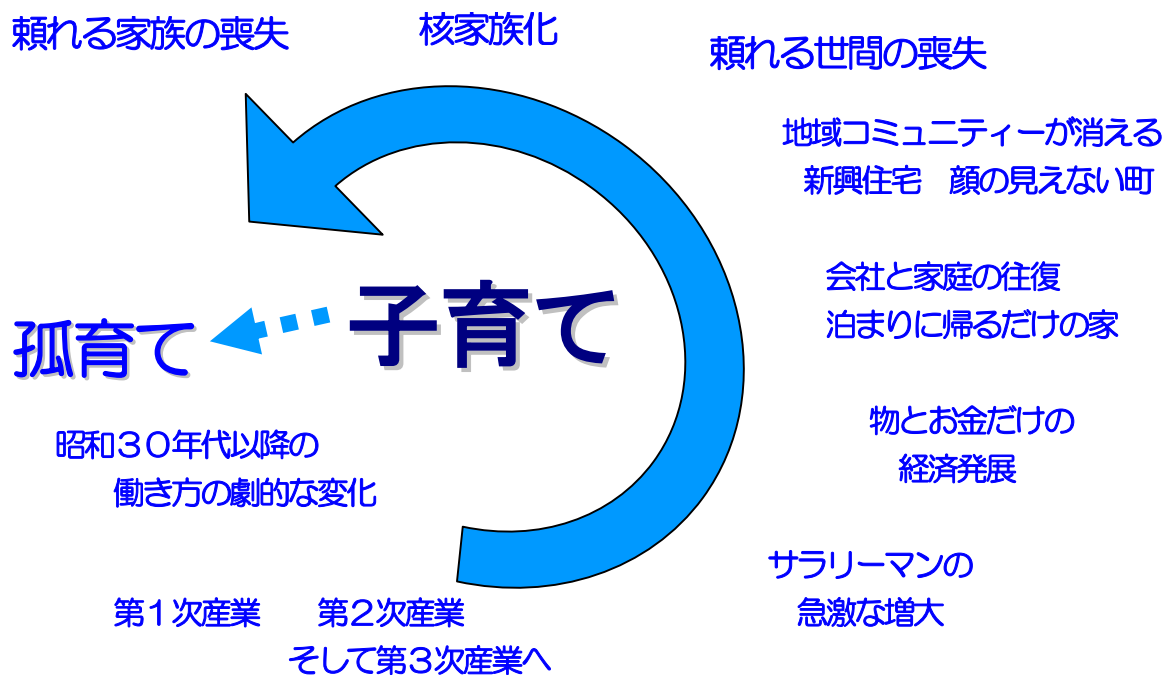 頼れる家族の喪失
核家族化
頼れる世間の喪失
地域コミュニティーが消える
新興住宅　顔の見えない町
会社と家庭の往復
泊まりに帰るだけの家
子育て
孤育て
物とお金だけの
経済発展
昭和３０年代以降の
働き方の劇的な変化
サラリーマンの
急激な増大
第１次産業　　第２次産業
そして第３次産業へ